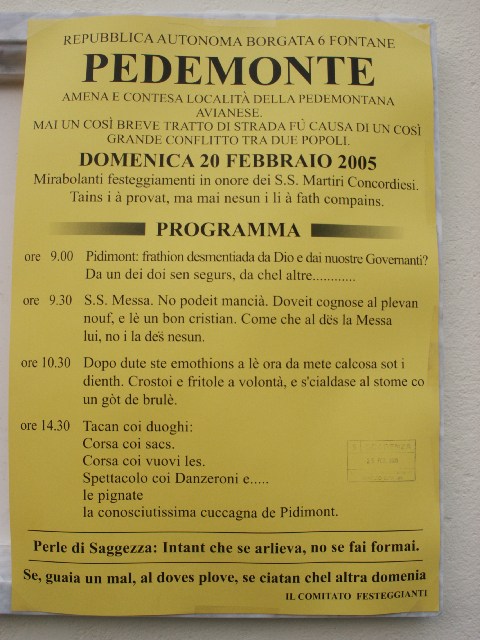 REPUBBLICA AUTONOMA BORGATA 6 FONTANE
PEDEMONTE
AMENA E CONTESA LOCALITÀ DELLA PEDEMONTANA
AVIANESE.
MAI UN COSÌ BREVE TRATTO DI STRADA FÙ CAUSA DI UN COSÌ
GRANDE CONFLITTO TRA DUE POPOLI.
DOMENICA 20 FEBBRAIO 2005
Mirabolanti festeggiamenti in onore dei S.S. Martiri Concordiesi.
Tains i à provat, ma mai nesun i li à fath compains.
PROGRAMMA
ore 9.00 Pidimont: frathion desmentiada da Dio e dai nuostre Governanti?
Da un dei doi sen segurs, da chel altre............
ore 9.30 S.S. Messa. No podeit mancià. Doveit cognose al plevan
nouf, e lè un bon cristian. Come che al dës la Messa
lui, no i la dës nesun.
ore 10.30 Dopo dute ste emothions a lè ora da mete calcosa sot i
dienth. Crostoi e fritole a volontà, e s'cialdase al stome co
un gòt de brulè.
ore 14.30 Tacan coi duoghi:
Corsa coi sacs.
Corsa coi vuovi les.
Spettacolo coi Danzeroni e.....
le pignate
la conosciutissima cuccagna de Pidimont.
Perle di Saggezza: Intant che se arlieva, no se fai formai.
Se, guaia un mal, al doves plove, se ciatan chel altra domenia
IL COMITATO FESTEGGIANTI